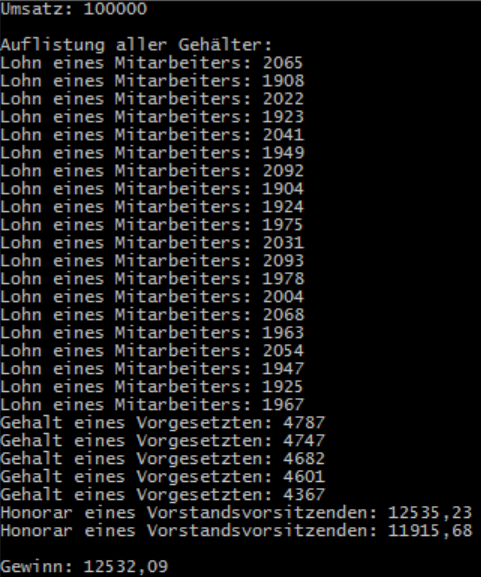 Umsatz: 100000
Auflistung aller Gehälter:
Lohn eines Mitarbeiters: 2065
Lohn eines Mitarbeiters: 1908
Lohn eines Mitarbeiters: 2022
Lohn eines Mitarbeiters: 1923
Lohn eines Mitarbeiters: 2041
Lohn eines Mitarbeiters: 1949
Lohn eines Mitarbeiters: 2092
Lohn eines Mitarbeiters: 1904
Lohn eines Mitarbeiters: 1924
Lohn eines Mitarbeiters: 1975
Lohn eines Mitarbeiters: 2031
Lohn eines Mitarbeiters: 2093
Lohn eines Mitarbeiters: 1978
Lohn eines Mitarbeiters: 2004
Lohn eines Mitarbeiters: 2068
Lohn eines Mitarbeiters: 1963
Lohn eines Mitarbeiters: 2054
Lohn eines Mitarbeiters: 1947
Lohn eines Mitarbeiters: 1925
Lohn eines Mitarbeiters: 1967
Gehalt eines Vorgesetzten: 4787
Gehalt eines Vorgesetzten: 4747
Gehalt eines Vorgesetzten: 4682
Gehalt eines Vorgesetzten: 4601
Gehalt eines Vorgesetzten: 4367
Honorar eines Vorstandsvorsitzenden: 12535,23
Honorar eines Vorstandsvorsitzenden: 11915,68
Gewinn: 12532,09